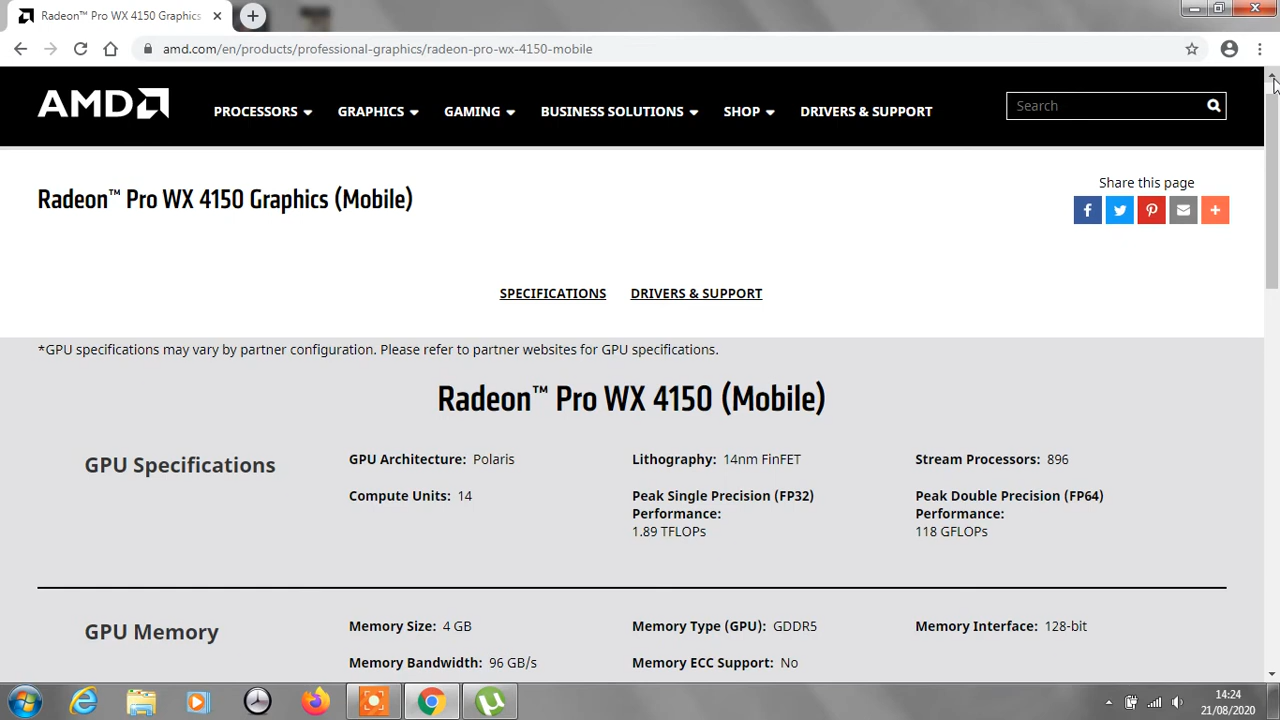 Radeon™ Pro WX 4150 Graphics
amd.com/en/products/professional-graphics/radeon-pro-wx-4150-mobile
AMD
PROCESSORS GRAPHICS GAMING BUSINESS SOLUTIONS SHOP DRIVERS & SUPPORT
Search
Radeon™ Pro WX 4150 Graphics (Mobile)
Share this page
SPECIFICATIONS DRIVERS & SUPPORT
*GPU specifications may vary by partner configuration. Please refer to partner websites for GPU specifications.
Radeon™ Pro WX 4150 (Mobile)
GPU Specifications
GPU Architecture: Polaris
Lithography: 14nm FinFET
Stream Processors: 896
Compute Units: 14
Peak Single Precision (FP32)
Performance:
1.89 TFLOPs
Peak Double Precision (FP64)
Performance:
118 GFLOPs
GPU Memory
Memory Size: 4 GB
Memory Type (GPU): GDDR5
Memory Interface: 128-bit
Memory Bandwidth: 96 GB/s
Memory ECC Support: No
14:24
21/08/2020